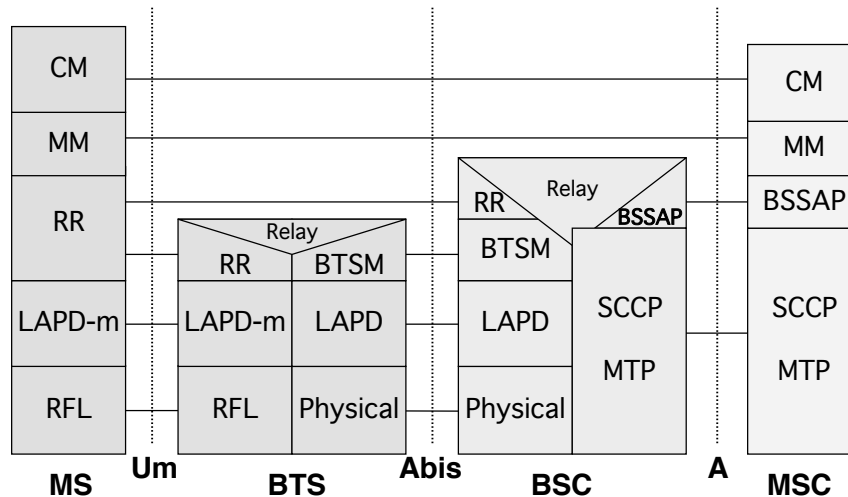 CM
MM
RR
LAPD-m
RFL
MS
Um
Relay
RR
BTSM
LAPD-m
LAPD
RFL
Physical
BTS
Abis
Relay
RR
BSSAP
BTSM
LAPD
Physical
SCCP
MTP
BSC
A
CM
MM
BSSAP
SCCP
MTP
MSC